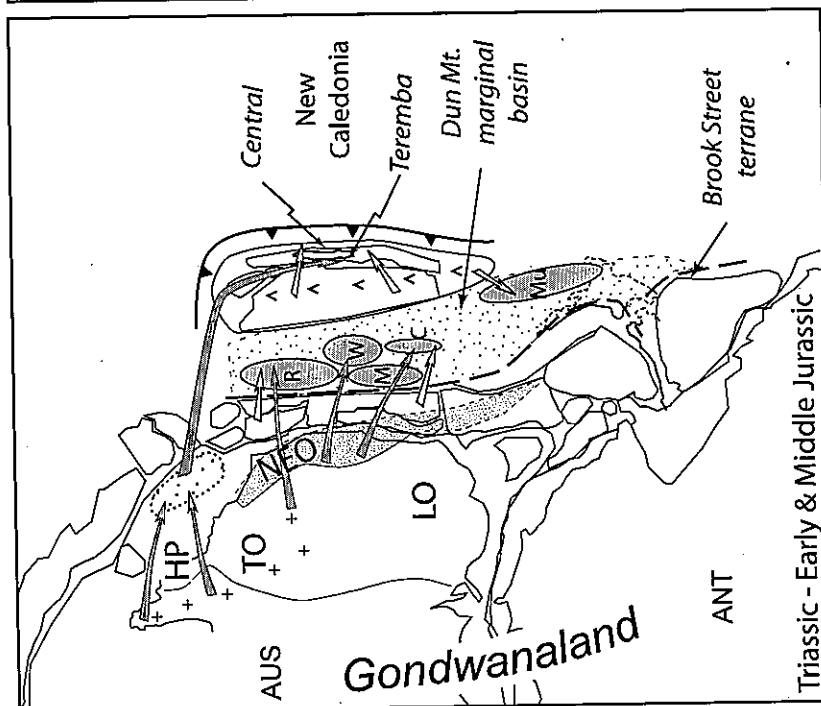 Central
New
Caledonia
Teremba
Dun Mt.
marginal
basin
Brook Street
terrane
R
W
M
C
Mu
NFO
HP
TO
LO
AUS
ANT
Gondwanaland
Triassic - Early & Middle Jurassic